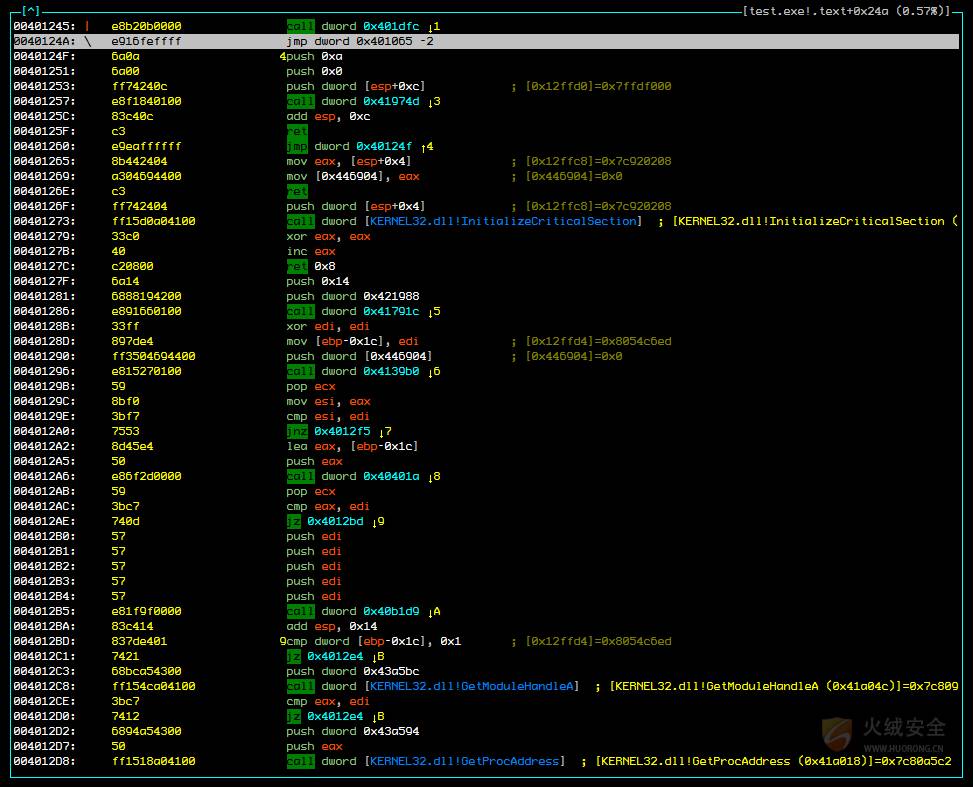 [^] [test.exe!.text+0x24a (0.57%)]
00401245: | e8b20b0000 call dword 0x401dfc ↓1
0040124A: \ e916feffff jmp dword 0x401065 -2
0040124F: 6a0a 4push 0xa
00401251: 6a00 push 0x0
00401253: ff74240c push dword [esp+0xc] ; [0x12ffd0]=0x7ffdf000
00401257: e8f1840100 call dword 0x41974d ↓3
0040125C: 83c40c add esp, 0xc
0040125F: c3 ret
00401260: e9eaffffff jmp dword 0x40124f ↑4
00401265: 8b442404 mov eax, [esp+0x4] ; [0x12ffc8]=0x7c920208
00401269: a304694400 mov [0x446904], eax ; [0x446904]=0x0
0040126E: c3 ret
0040126F: ff742404 push dword [esp+0x4] ; [0x12ffc8]=0x7c920208
00401273: ff15d0a04100 call dword [KERNEL32.dll!InitializeCriticalSection] ; [KERNEL32.dll!InitializeCriticalSection (
00401279: 33c0 xor eax, eax
0040127B: 40 inc eax
0040127C: c20800 ret 0x8
0040127F: 6a14 push 0x14
00401281: 6888194200 push dword 0x421988
00401286: e891660100 call dword 0x41791c ↓5
0040128B: 33ff xor edi, edi
0040128D: 897de4 mov [ebp-0x1c], edi ; [0x12ffd4]=0x8054c6ed
00401290: ff3504694400 push dword [0x446904] ; [0x446904]=0x0
00401296: e815270100 call dword 0x4139b0 ↓6
0040129B: 59 pop ecx
0040129C: 8bf0 mov esi, eax
0040129E: 3bf7 cmp esi, edi
004012A0: 7553 jnz 0x4012f5 ↓7
004012A2: 8d45e4 lea eax, [ebp-0x1c]
004012A5: 50 push eax
004012A6: e86f2d0000 call dword 0x40401a ↓8
004012AB: 59 pop ecx
004012AC: 3bc7 cmp eax, edi
004012AE: 740d jz 0x4012bd ↓9
004012B0: 57 push edi
004012B1: 57 push edi
004012B2: 57 push edi
004012B3: 57 push edi
004012B4: 57 push edi
004012B5: e81f9f0000 call dword 0x40b1d9 ↓A
004012BA: 83c414 add esp, 0x14
004012BD: 837de401 9cmp dword [ebp-0x1c], 0x1 ; [0x12ffd4]=0x8054c6ed
004012C1: 7421 jz 0x4012e4 ↓B
004012C3: 68bca54300 push dword 0x43a5bc
004012C8: ff154ca04100 call dword [KERNEL32.dll!GetModuleHandleA] ; [KERNEL32.dll!GetModuleHandleA (0x41a04c)]=0x7c809
004012CE: 3bc7 cmp eax, edi
004012D0: 7412 jz 0x4012e4 ↓B
004012D2: 6894a54300 push dword 0x43a594
004012D7: 50 push eax
004012D8: ff1518a04100 call dword [KERNEL32.dll!GetProcAddress] ; [KERNEL32.dll!GetProcAddress (0x41a018)]=0x7c80a5c2
火绒安全
WWW.HUORONG.CN